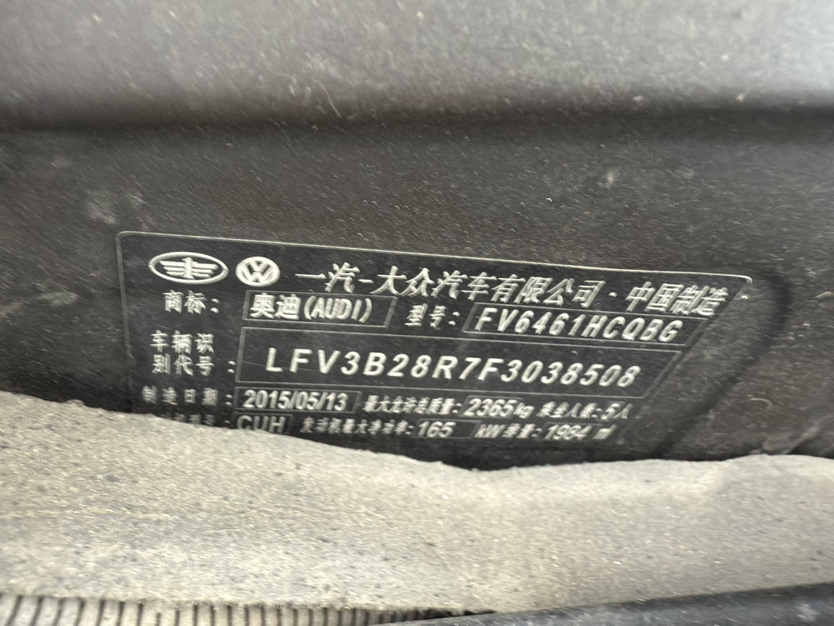 一汽-大众汽车有限公司·中国制造
商标： 奥迪(AUDI) 型号： FV6461HCQBG
车辆识别代号： LFV3B28R7F3038508
制造日期： 2015/05/13 最大允许总质量：2365kg 乘坐人数：5人
CUH 发动机最大净功率：165 kW 排量：1984 ml